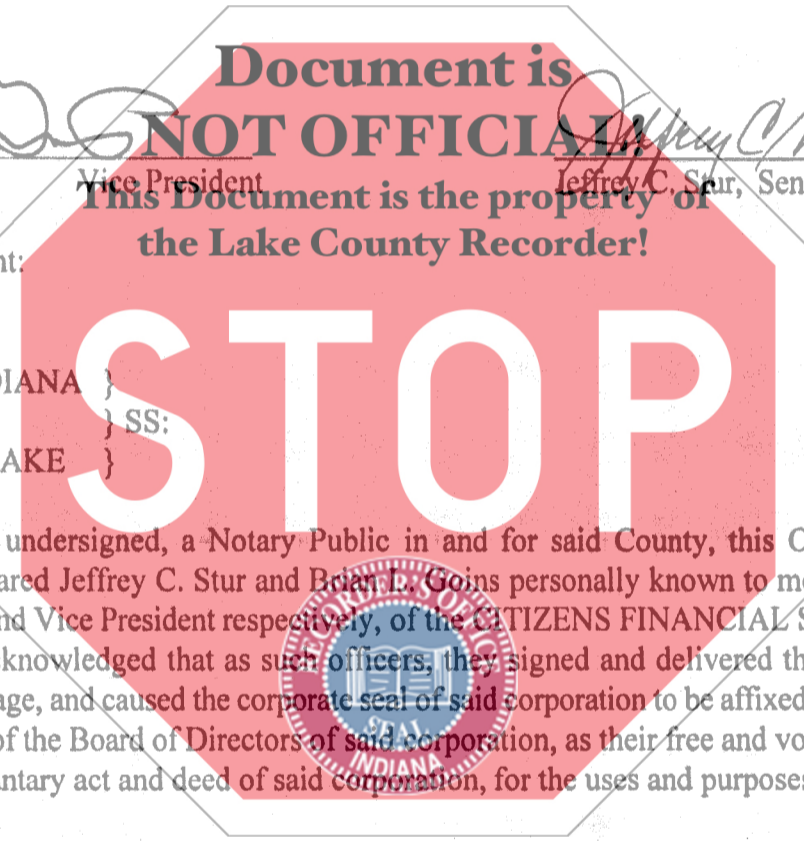 Document is
NOT OFFICIAL!
Vice President Jeffrey C. Stur, Sen
This Document is the property of
the Lake County Recorder!
nt:
STOP
DIANA }
} SS:
AKE }
undersigned, a Notary Public in and for said County, this
ared Jeffrey C. Stur and Brian L. Goins personally known to me
nd Vice President respectively, of the CITIZENS FINANCIAL S
cknowledged that as such officers, they signed and delivered th
age, and caused the corporate seal of said corporation to be affixed
of the Board of Directors of said corporation, as their free and vo
ntary act and deed of said corporation, for the uses and purposes
SEAL
INDIANA